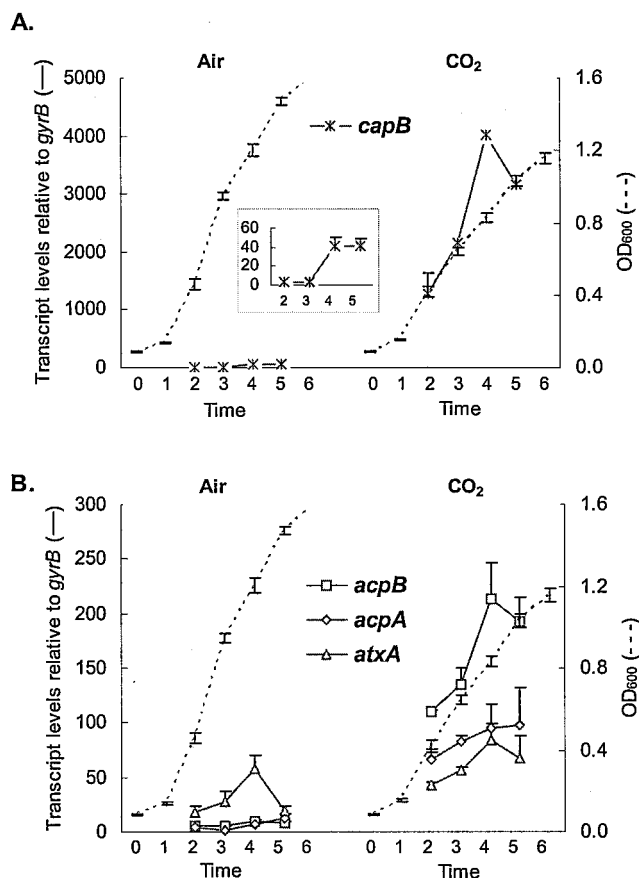 A.
Air
CO₂
Transcript levels relative to gyrB (—)
5000
4000
3000
2000
1000
0
capB
60
40
20
0
2 3 4 5
0 1 2 3 4 5 6
Time
0 1 2 3 4 5 6
Time
1.6
1.2
0.8
0.4
0.0
OD₆₀₀ (---)
B.
Air
CO₂
Transcript levels relative to gyrB (—)
300
250
200
150
100
50
0
acpB
acpA
atxA
0 1 2 3 4 5 6
Time
0 1 2 3 4 5 6
Time
1.6
1.2
0.8
0.4
0.0
OD₆₀₀ (---)